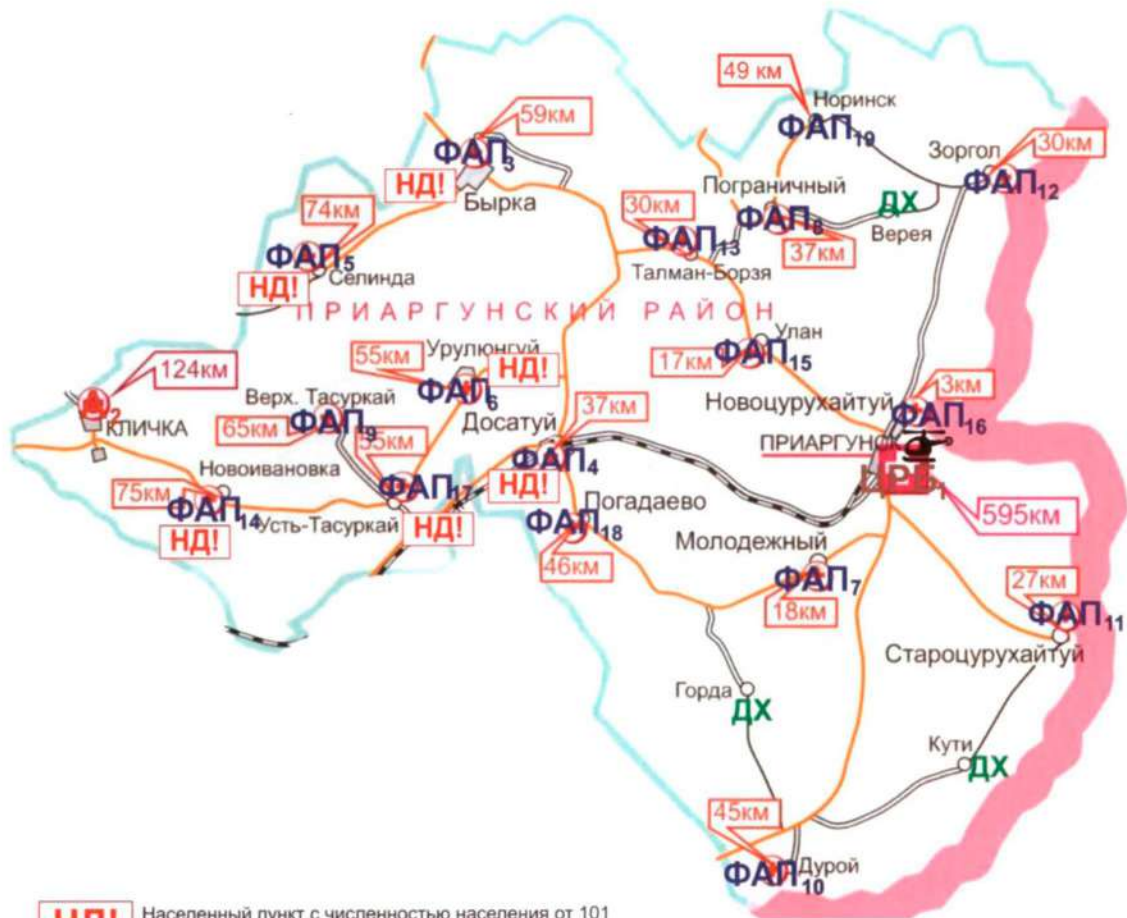 49 км
Норинск
ФАП19
59км
ФАП3
НД!
Бырка
Зоргол
30км
ФАП12
Пограничный
ФАП8
ДХ
Верея
37км
74км
ФАП5
НД!
Селинда
30км
ФАП13
Талман-Борзя
ПРИАРГУНСКИЙ РАЙОН
Улан
17км
ФАП15
55км
Урулюнгуй
НД!
ФАП6
124км
2
КЛИЧКА
Верх. Тасуркай
65км
ФАП9
Досатуй
37км
ФАП4
НД!
Новоцурухайтуй
3км
ФАП16
ПРИАРГУНСК
ЦРБ1
595км
55км
ФАП17
Новоивановка
75км
ФАП14
НД!
Усть-Тасуркай
НД!
Погадаево
ФАП18
46км
Молодежный
ФАП7
18км
27км
ФАП11
Староцурухайтуй
Горда
ДХ
Кути
ДХ
45км
ФАП10
Дурой
НД! Населенный пункт с численностью населения от 101